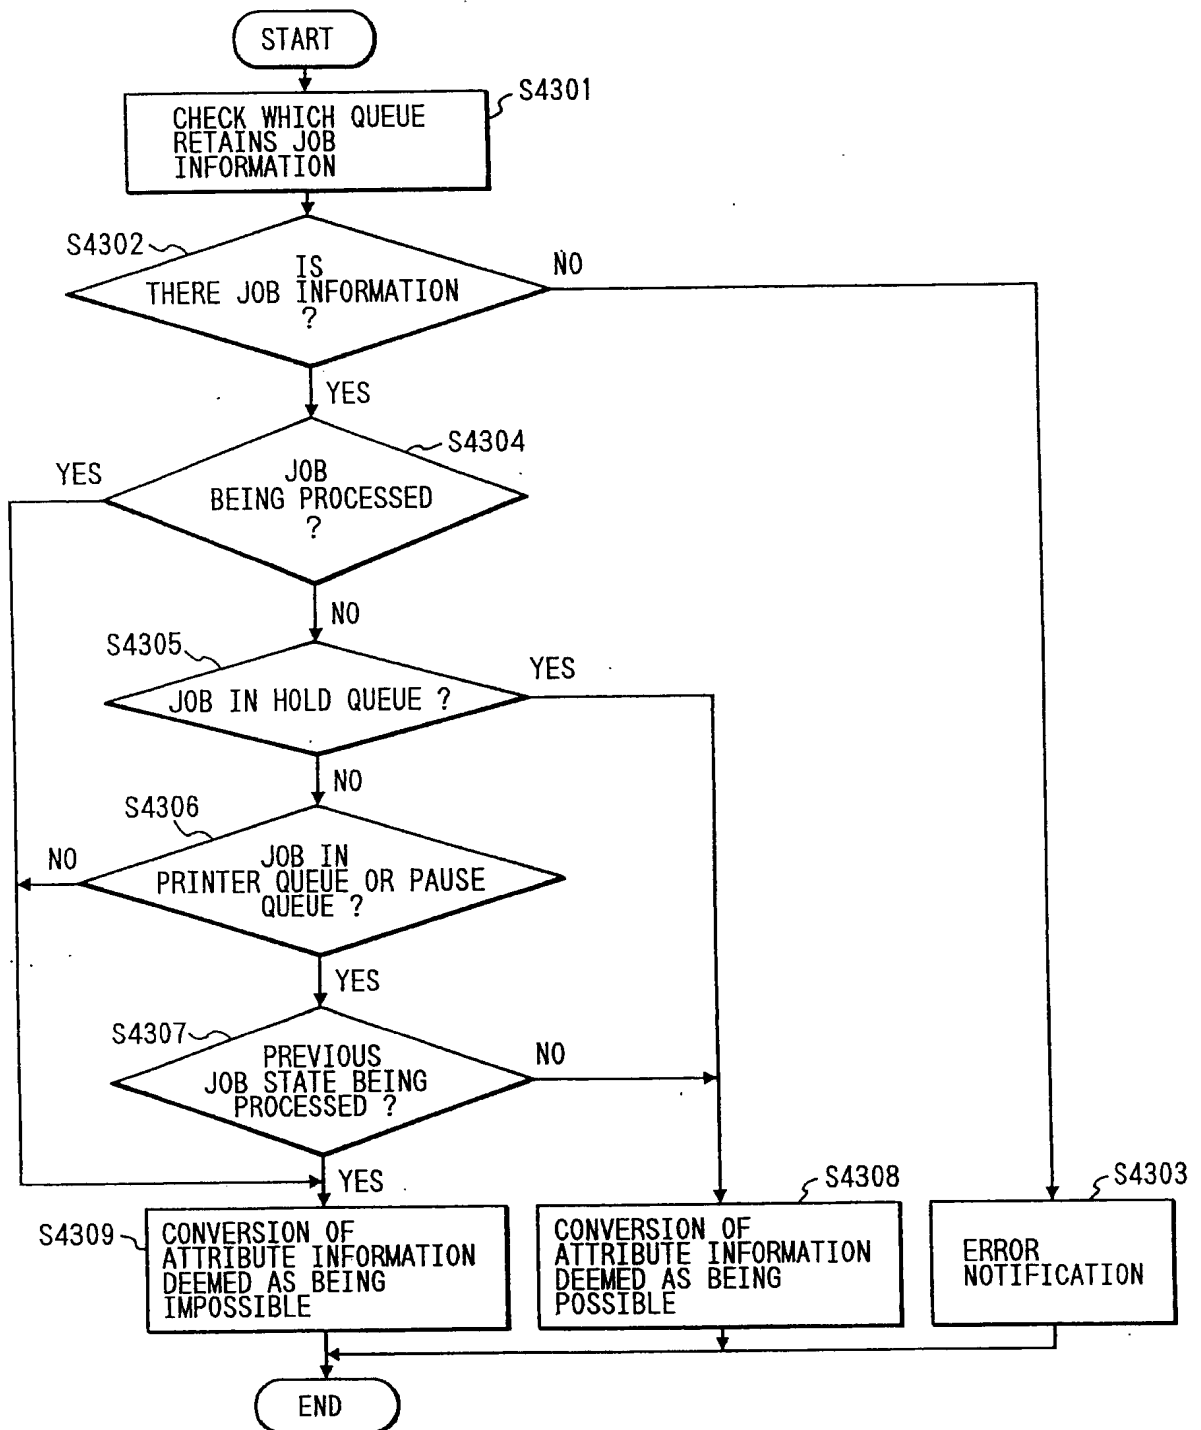 START
S4301
CHECK WHICH QUEUE
RETAINS JOB
INFORMATION
S4302
IS
THERE JOB INFORMATION
?
NO
YES
S4304
YES
JOB
BEING PROCESSED
?
NO
S4305
YES
JOB IN HOLD QUEUE ?
NO
S4306
NO
JOB IN
PRINTER QUEUE OR PAUSE
QUEUE ?
YES
S4307
NO
PREVIOUS
JOB STATE BEING
PROCESSED ?
YES
S4309
CONVERSION OF
ATTRIBUTE INFORMATION
DEEMED AS BEING
IMPOSSIBLE
S4308
CONVERSION OF
ATTRIBUTE INFORMATION
DEEMED AS BEING
POSSIBLE
S4303
ERROR
NOTIFICATION
END